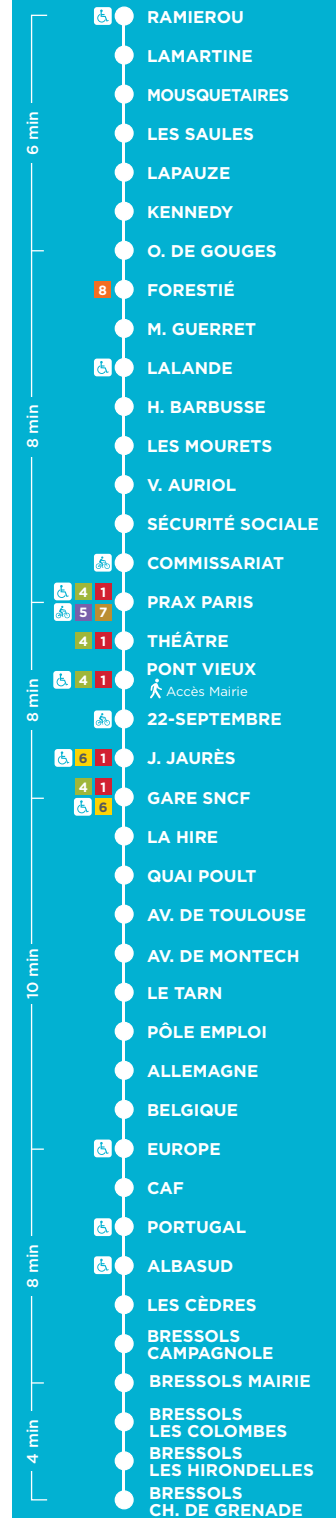 RAMIEROU
LAMARTINE
MOUSQUETAIRES
LES SAULES
LAPAUZE
KENNEDY
6 min
O. DE GOUGES
8 FORESTIÉ
M. GUERRET
LALANDE
H. BARBUSSE
LES MOURETS
V. AURIOL
SÉCURITÉ SOCIALE
COMMISSARIAT
8 min
4 1
5 7
PRAX PARIS
4 1 THÉÂTRE
4 1 PONT VIEUX
Accès Mairie
22-SEPTEMBRE
6 1 J. JAURÈS
8 min
4 1
6
GARE SNCF
LA HIRE
QUAI POULT
AV. DE TOULOUSE
AV. DE MONTECH
LE TARN
PÔLE EMPLOI
ALLEMAGNE
BELGIQUE
10 min
EUROPE
CAF
PORTUGAL
ALBASUD
LES CÈDRES
BRESSOLS
CAMPAGNOLE
8 min
BRESSOLS MAIRIE
BRESSOLS
LES COLOMBES
BRESSOLS
LES HIRONDELLES
4 min
BRESSOLS
CH. DE GRENADE